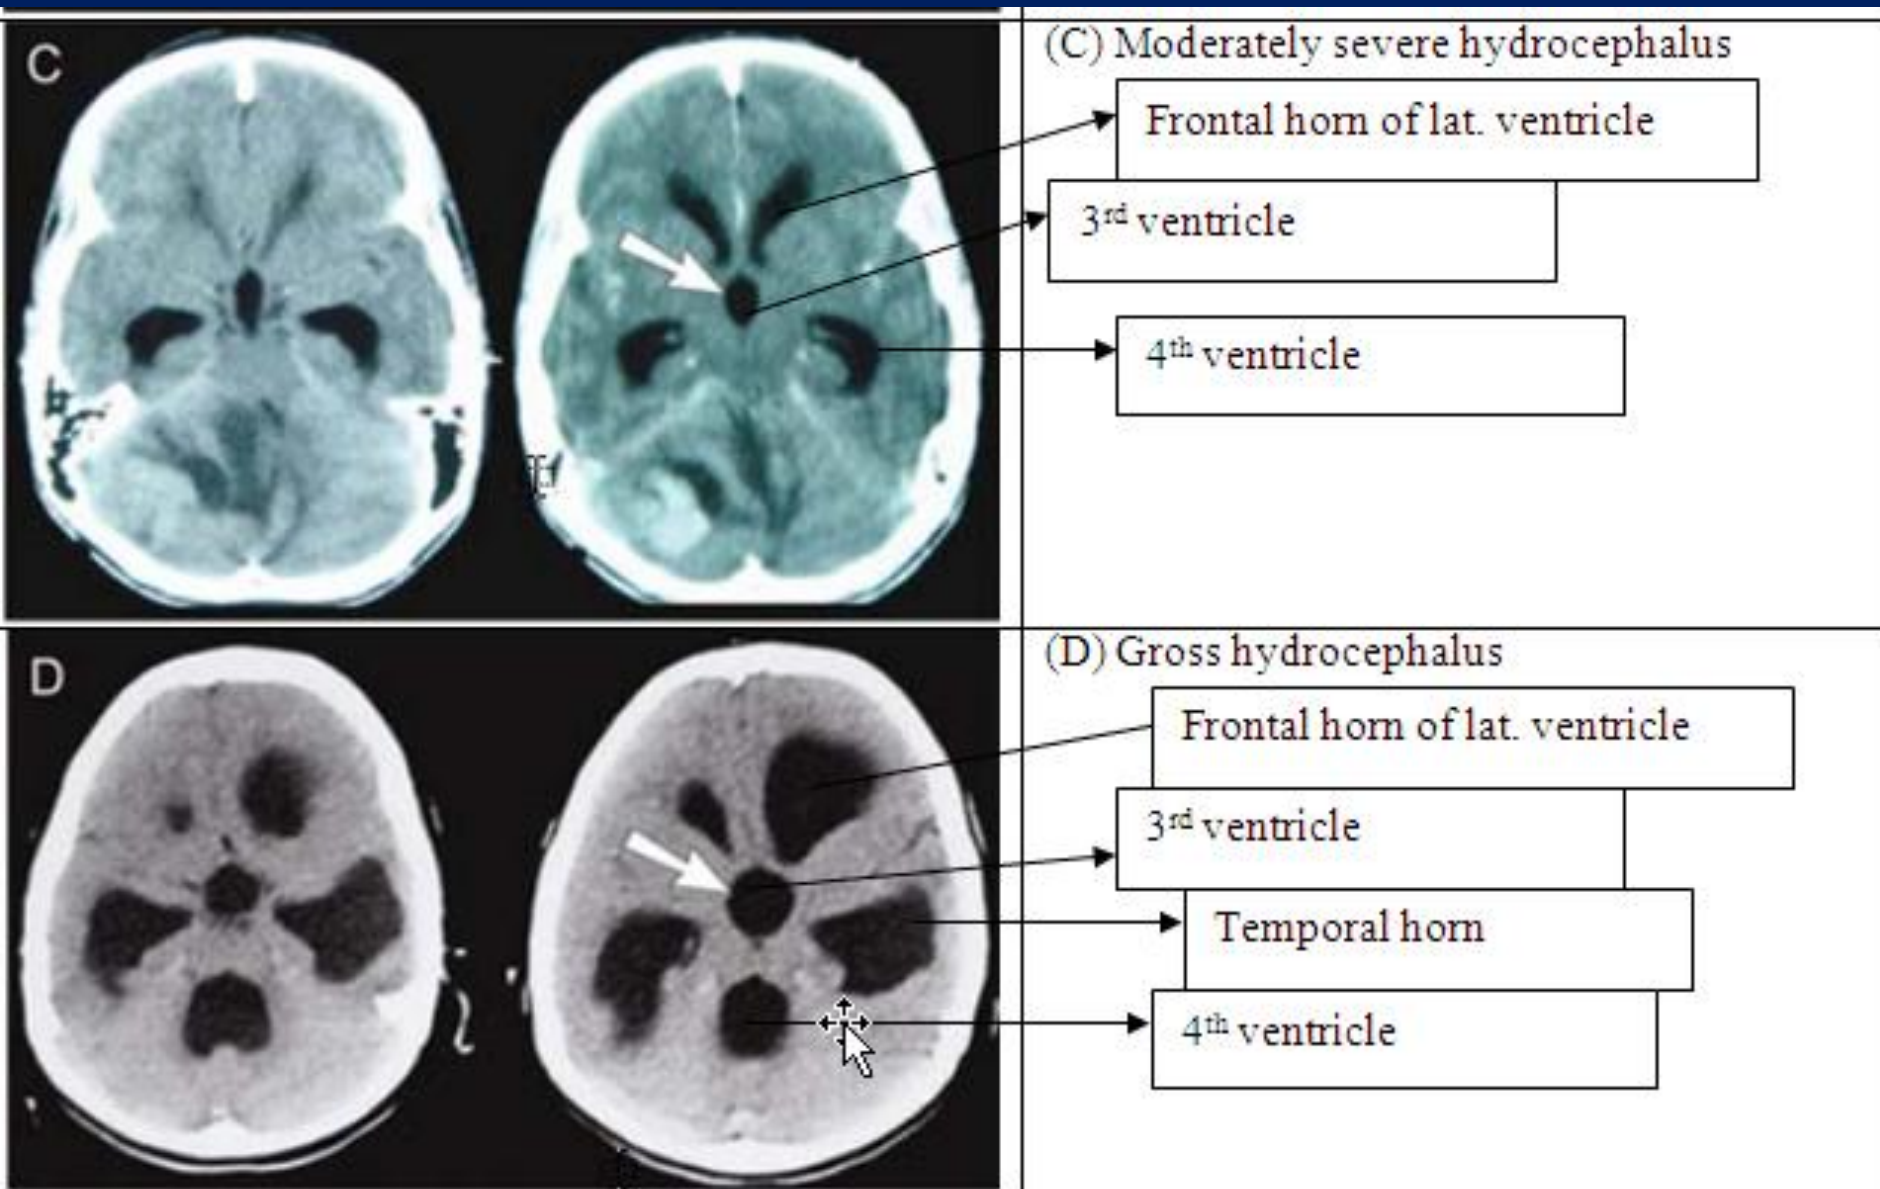 C
(C) Moderately severe hydrocephalus
Frontal horn of lat. ventricle
3rd ventricle
4th ventricle
D
(D) Gross hydrocephalus
Frontal horn of lat. ventricle
3rd ventricle
Temporal horn
4th ventricle